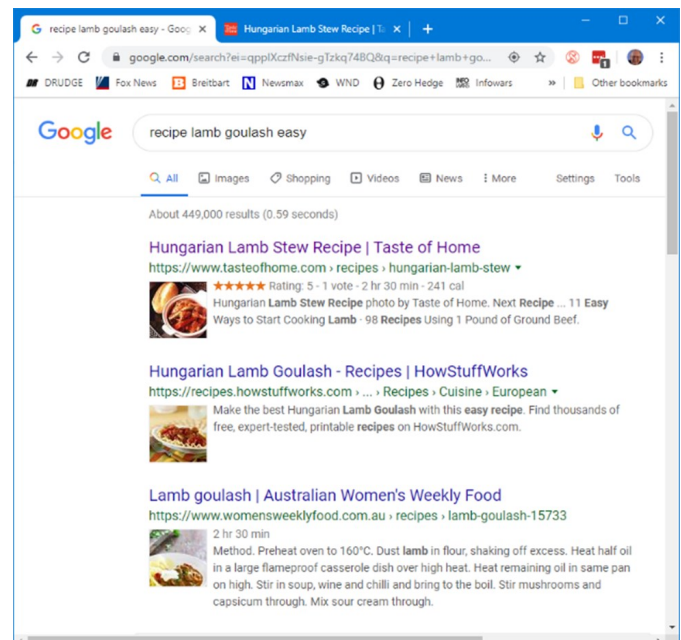 recipe lamb goulash easy - Goog
Hungarian Lamb Stew Recipe | Ta
google.com/search?ei=qpplXczfNsie-gTzkq74BQ&q=recipe+lamb+go...
1
DRUDGE Fox News Breitbart Newsmax WND Zero Hedge Infowars » Other bookmarks
Google
recipe lamb goulash easy
All Images Shopping Videos News More Settings Tools
About 449,000 results (0.59 seconds)
Hungarian Lamb Stew Recipe | Taste of Home
https://www.tasteofhome.com › recipes › hungarian-lamb-stew
Rating: 5 - 1 vote - 2 hr 30 min - 241 cal
Hungarian Lamb Stew Recipe photo by Taste of Home. Next Recipe ... 11 Easy
Ways to Start Cooking Lamb · 98 Recipes Using 1 Pound of Ground Beef.
Hungarian Lamb Goulash - Recipes | HowStuffWorks
https://recipes.howstuffworks.com › ... › Recipes › Cuisine › European
Make the best Hungarian Lamb Goulash with this easy recipe. Find thousands of
free, expert-tested, printable recipes on HowStuffWorks.com.
Lamb goulash | Australian Women's Weekly Food
https://www.womensweeklyfood.com.au › recipes › lamb-goulash-15733
2 hr 30 min
Method. Preheat oven to 160°C. Dust lamb in flour, shaking off excess. Heat half oil
in a large flameproof casserole dish over high heat. Heat remaining oil in same pan
on high. Stir in soup, wine and chilli and bring to the boil. Stir mushrooms and
capsicum through. Mix sour cream through.